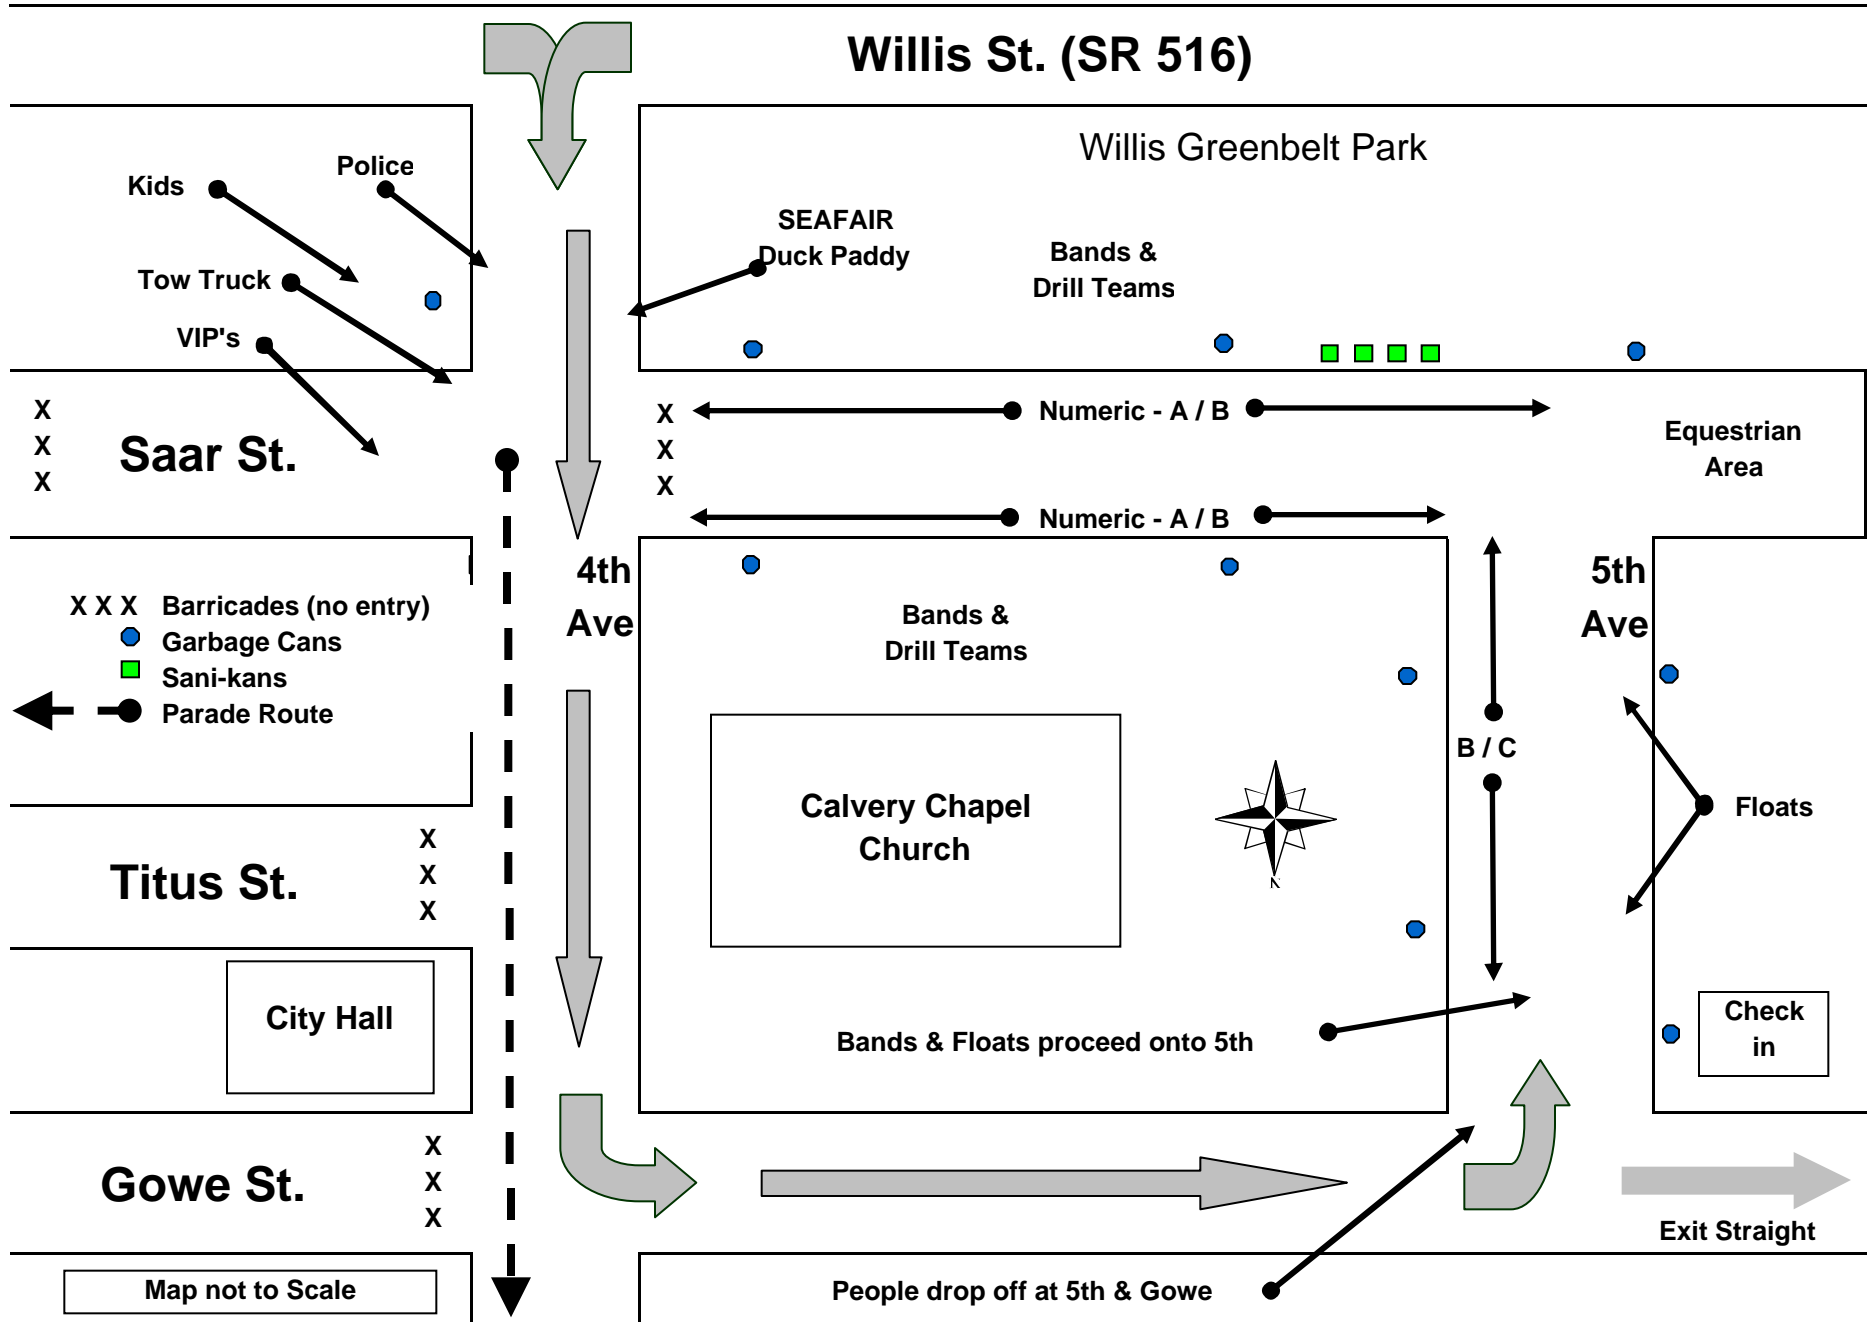 Willis St. (SR 516)
Willis Greenbelt Park
Police
Kids
SEAFAIR
Duck Paddy
Bands &
Drill Teams
Tow Truck
VIP's
X
X
X
Saar St.
X
X
X
Numeric - A / B
Equestrian
Area
Numeric - A / B
4th
Ave
5th
Ave
X X X Barricades (no entry)
Garbage Cans
Sani-kans
Parade Route
Bands &
Drill Teams
B / C
Calvery Chapel
Church
N
Floats
Titus St.
X
X
X
City Hall
Bands & Floats proceed onto 5th
Check
in
Gowe St.
X
X
X
Exit Straight
Map not to Scale
People drop off at 5th & Gowe